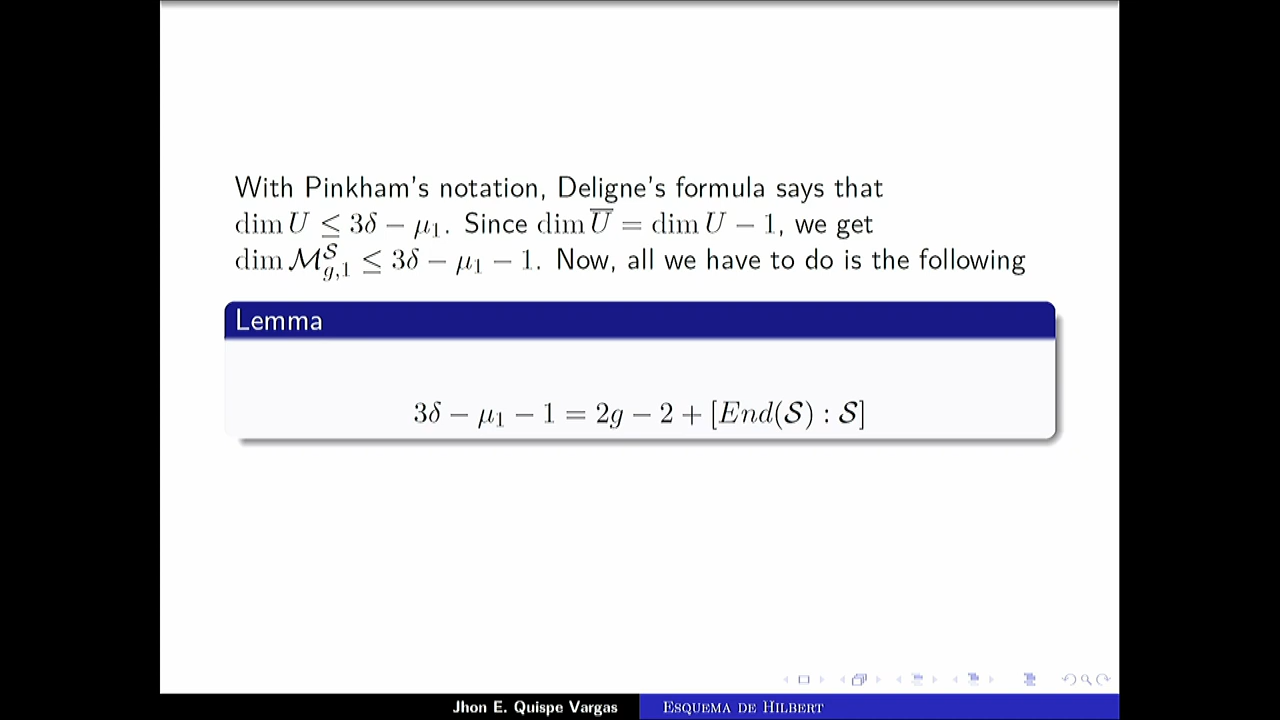 With Pinkham's notation, Deligne's formula says that
dim U ≤ 3δ − μ₁. Since dim U̅ = dim U − 1, we get
dim ℳ^𝒮_{g,1} ≤ 3δ − μ₁ − 1. Now, all we have to do is the following
Lemma
3δ − μ₁ − 1 = 2g − 2 + [End(𝒮) : 𝒮]
Jhon E. Quispe Vargas
Esquema de Hilbert